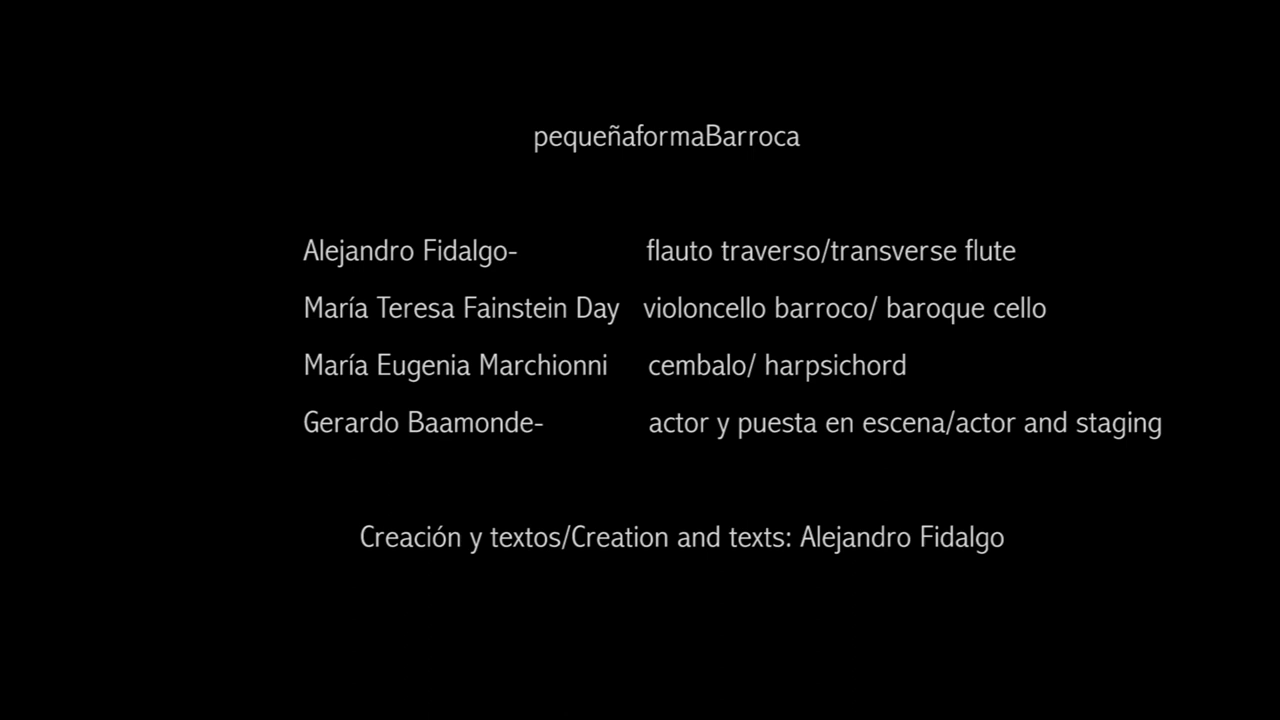 pequeñaformaBarroca
Alejandro Fidalgo- flauto traverso/transverse flute
María Teresa Fainstein Day violoncello barroco/ baroque cello
María Eugenia Marchionni cembalo/ harpsichord
Gerardo Baamonde- actor y puesta en escena/actor and staging
Creación y textos/Creation and texts: Alejandro Fidalgo